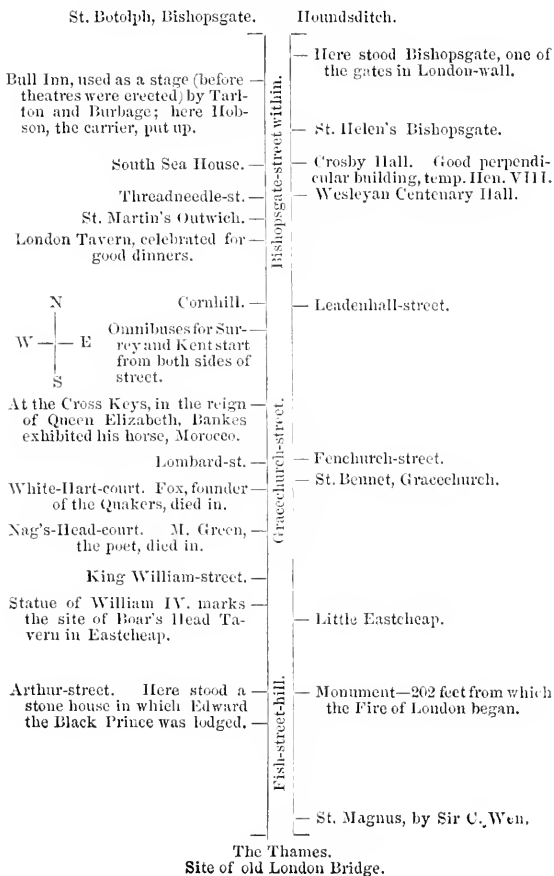 St. Botolph, Bishopsgate. Houndsditch.
Here stood Bishopsgate, one of
the gates in London-wall.
Bull Inn, used as a stage (before
theatres were erected) by Tarl-
ton and Burbage; here Hob-
son, the carrier, put up.
St. Helen's Bishopsgate.
South Sea House.
Crosby Hall. Good perpendi-
cular building, temp. Hen. VIII.
Threadneedle-st.
Wesleyan Centenary Hall.
St. Martin's Outwich.
London Tavern, celebrated for
good dinners.
Bishopsgate-street within.
Cornhill.
Leadenhall-street.
N
W E
S
Omnibuses for Sur-
rey and Kent start
from both sides of
street.
At the Cross Keys, in the reign
of Queen Elizabeth, Bankes
exhibited his horse, Morocco.
Lombard-st.
Fenchurch-street.
St. Bennet, Gracechurch.
White-Hart-court. Fox, founder
of the Quakers, died in.
Nag's-Head-court. M. Green,
the poet, died in.
Gracechurch-street.
King William-street.
Statue of William IV. marks
the site of Boar's Head Ta-
vern in Eastcheap.
Little Eastcheap.
Arthur-street. Here stood a
stone house in which Edward
the Black Prince was lodged.
Monument—202 feet from which
the Fire of London began.
Fish-street-hill.
St. Magnus, by Sir C. Wen.
The Thames.
Site of old London Bridge.